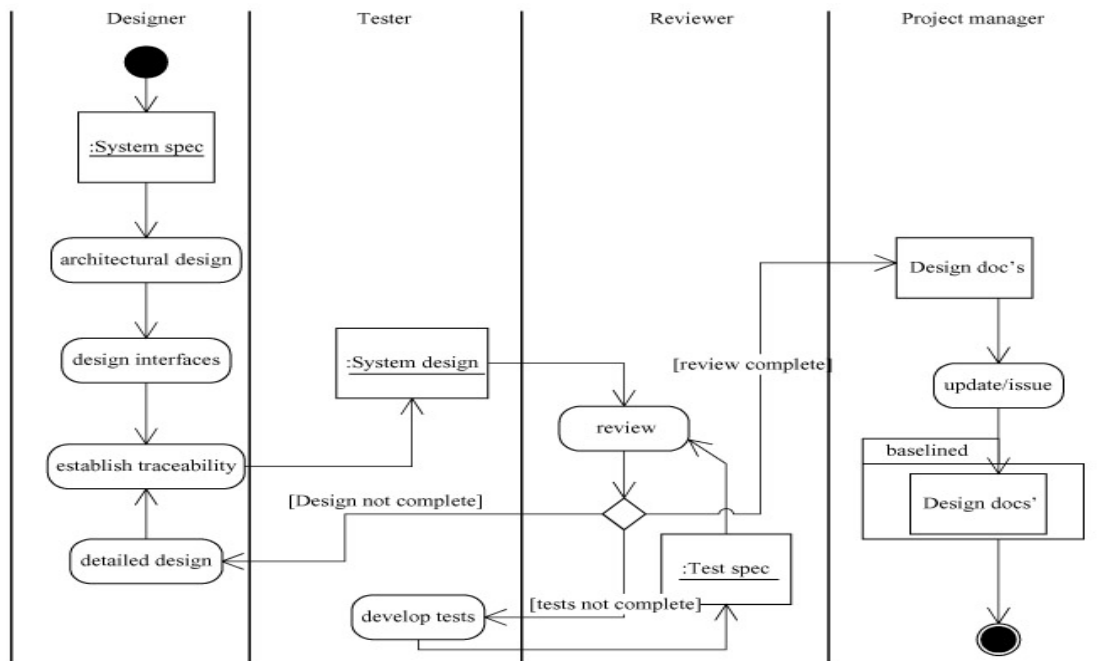 Designer
Tester
Reviewer
Project manager
:System spec
architectural design
design interfaces
establish traceability
detailed design
:System design
[Design not complete]
develop tests
review
[review complete]
:Test spec
[tests not complete]
Design doc's
update/issue
baselined
Design docs'